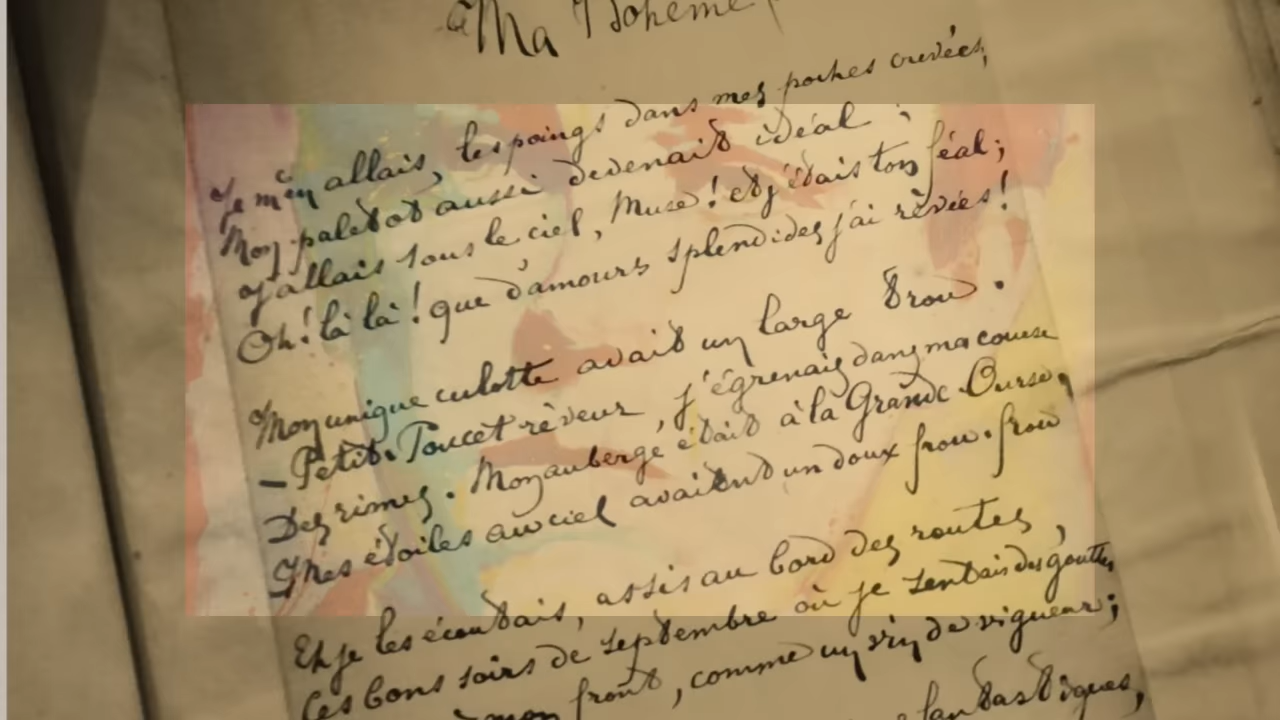 Ma Bohème
Je m'en allais, les poings dans mes poches crevées;
Mon paletot aussi devenait idéal;
J'allais sous le ciel, Muse! et j'étais ton féal;
Oh! là là! que d'amours splendides j'ai rêvées!
Mon unique culotte avait un large trou.
– Petit-Poucet rêveur, j'égrenais dans ma course
Des rimes. Mon auberge était à la Grande-Ourse,
Mes étoiles au ciel avaient un doux frou-frou
Et je les écoutais, assis au bord des routes,
Ces bons soirs de septembre où je sentais des gouttes
mon front, comme un vin de vigueur;
fantastiques,